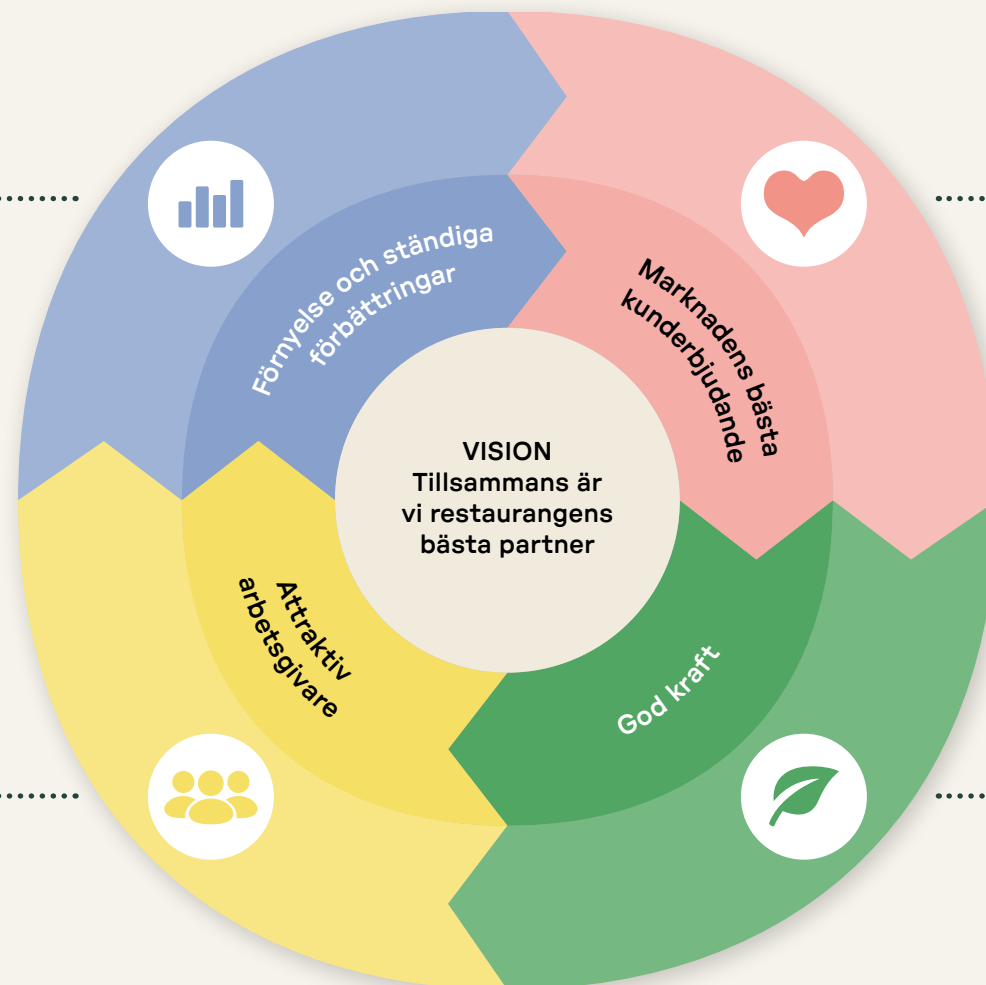 Förnyelse och ständiga
förbättringar
Marknadens bästa
kunderbjudande
VISION
Tillsammans är
vi restaurangens
bästa partner
Attraktiv
arbetsgivare
God kraft